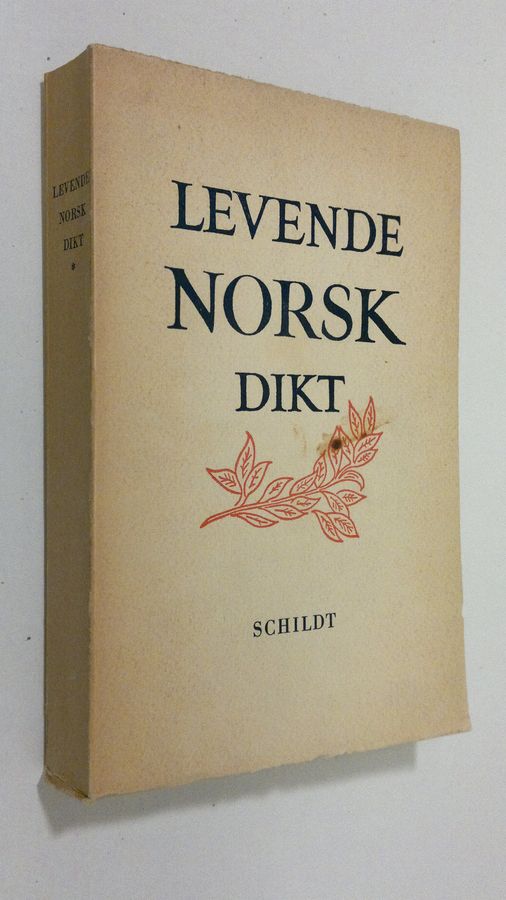 LEVENDE
NORSK
DIKT
*
LEVENDE
NORSK
DIKT
SCHILDT